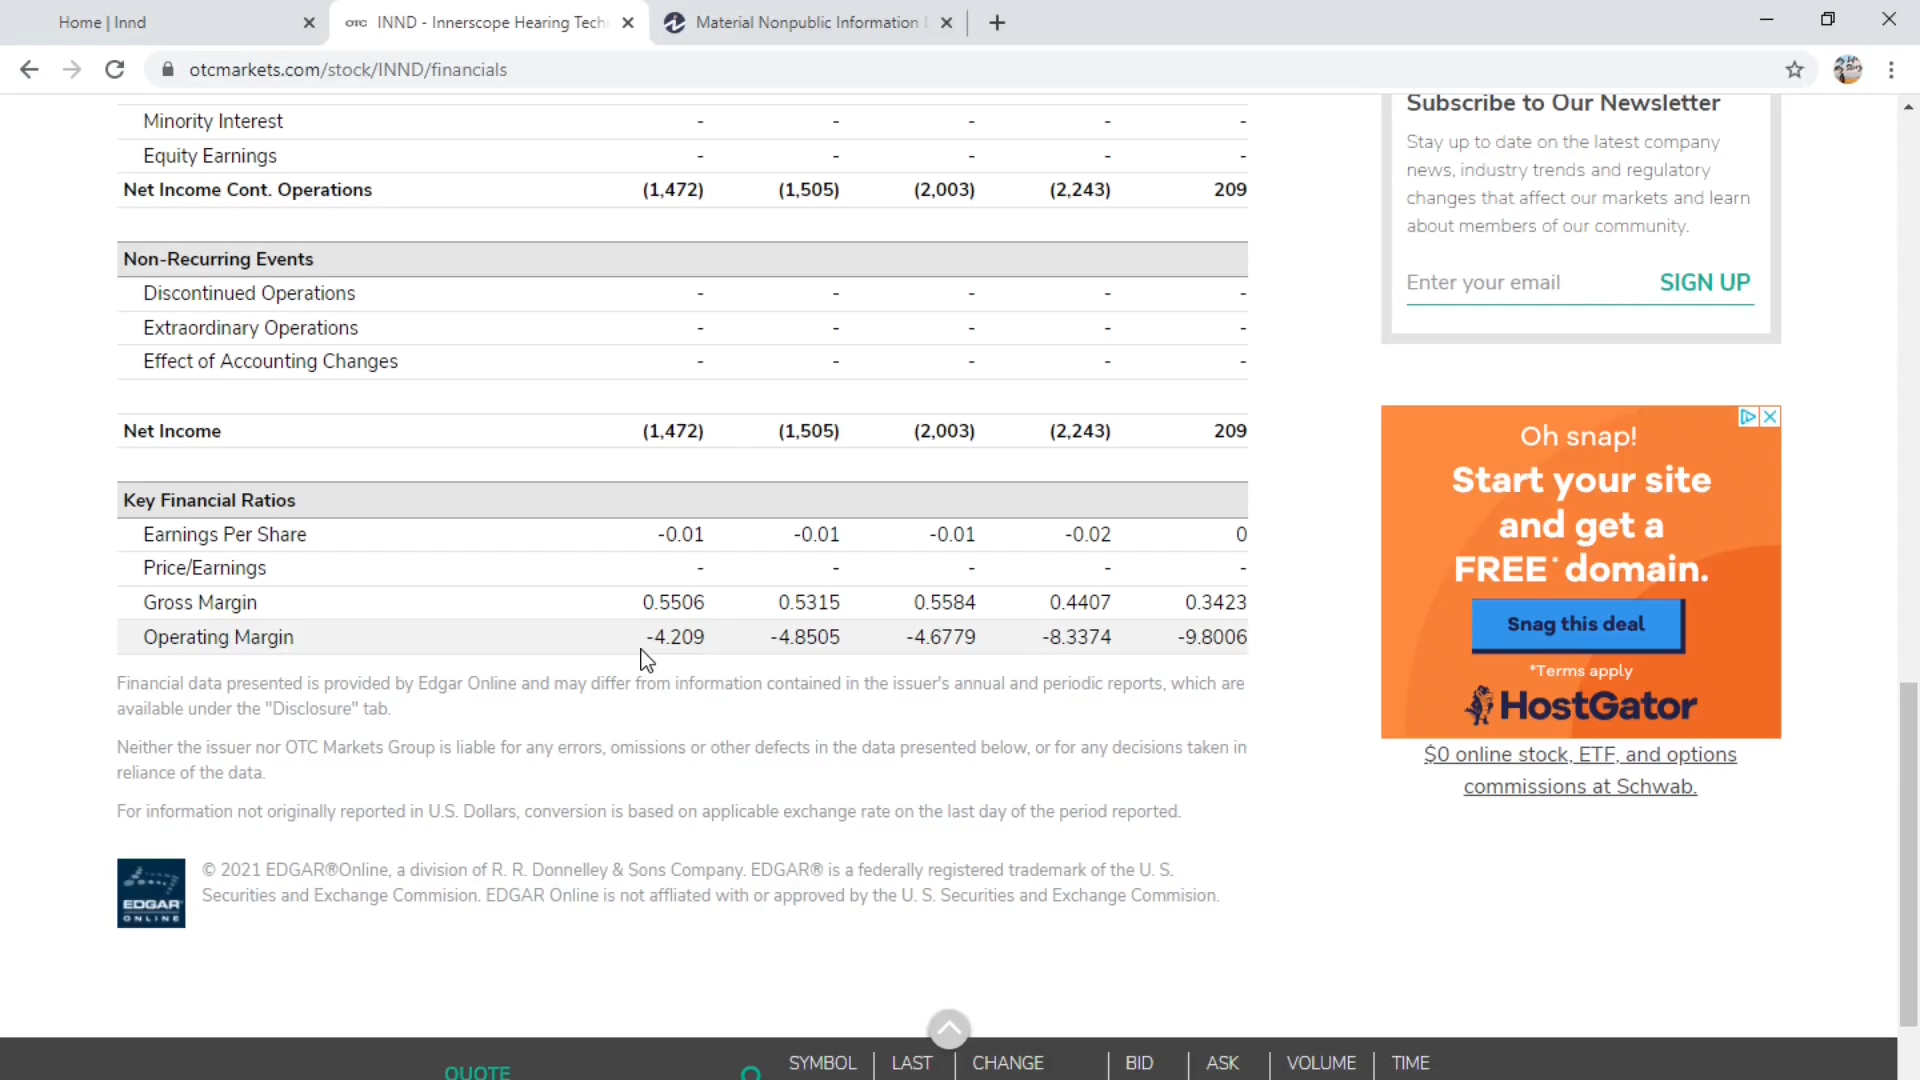 Home | Innd
OTC INND - Innerscope Hearing Tech
Material Nonpublic Information
otcmarkets.com/stock/INND/financials
Minority Interest - - - - -
Equity Earnings - - - - -
Net Income Cont. Operations (1,472) (1,505) (2,003) (2,243) 209
Non-Recurring Events
Discontinued Operations - - - - -
Extraordinary Operations - - - - -
Effect of Accounting Changes - - - - -
Net Income (1,472) (1,505) (2,003) (2,243) 209
Key Financial Ratios
Earnings Per Share -0.01 -0.01 -0.01 -0.02 0
Price/Earnings - - - - -
Gross Margin 0.5506 0.5315 0.5584 0.4407 0.3423
Operating Margin -4.209 -4.8505 -4.6779 -8.3374 -9.8006
Financial data presented is provided by Edgar Online and may differ from information contained in the issuer's annual and periodic reports, which are
available under the "Disclosure" tab.
Neither the issuer nor OTC Markets Group is liable for any errors, omissions or other defects in the data presented below, or for any decisions taken in
reliance of the data.
For information not originally reported in U.S. Dollars, conversion is based on applicable exchange rate on the last day of the period reported.
EDGAR
ONLINE
© 2021 EDGAR®Online, a division of R. R. Donnelley & Sons Company. EDGAR® is a federally registered trademark of the U. S.
Securities and Exchange Commision. EDGAR Online is not affliated with or approved by the U. S. Securities and Exchange Commision.
Subscribe to Our Newsletter
Stay up to date on the latest company
news, industry trends and regulatory
changes that affect our markets and learn
about members of our community.
Enter your email SIGN UP
Oh snap!
Start your site
and get a
FREE* domain.
Snag this deal
*Terms apply
HostGator
$0 online stock, ETF, and options
commissions at Schwab.
QUOTE SYMBOL LAST CHANGE BID ASK VOLUME TIME